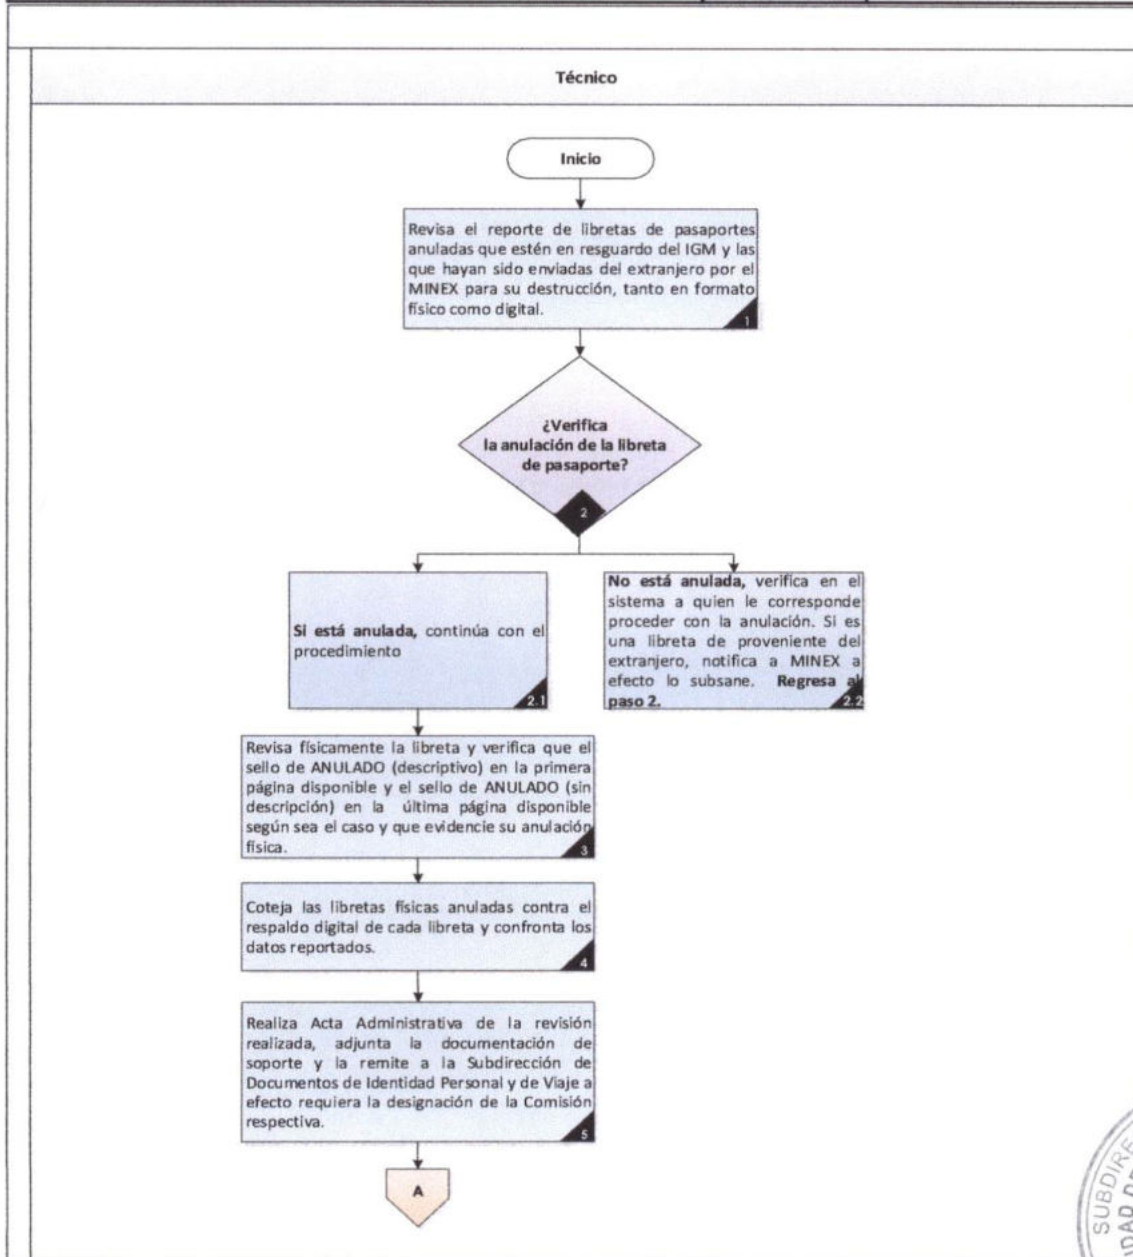 Técnico
Inicio
Revisa el reporte de libretas de pasaportes
anuladas que estén en resguardo del IGM y las
que hayan sido enviadas del extranjero por el
MINEX para su destrucción, tanto en formato
físico como digital.
1
¿Verifica
la anulación de la libreta
de pasaporte?
2
Si está anulada, continúa con el
procedimiento
2.1
No está anulada, verifica en el
sistema a quien le corresponde
proceder con la anulación. Si es
una libreta de proveniente del
extranjero, notifica a MINEX a
efecto lo subsane. Regresa al
paso 2.
2.2
Revisa físicamente la libreta y verifica que el
sello de ANULADO (descriptivo) en la primera
página disponible y el sello de ANULADO (sin
descripción) en la última página disponible
según sea el caso y que evidencie su anulación
física.
3
Coteja las libretas físicas anuladas contra el
respaldo digital de cada libreta y confronta los
datos reportados.
4
Realiza Acta Administrativa de la revisión
realizada, adjunta la documentación de
soporte y la remite a la Subdirección de
Documentos de Identidad Personal y de Viaje a
efecto requiera la designación de la Comisión
respectiva.
5
A
SUBDIRE
DAD DE